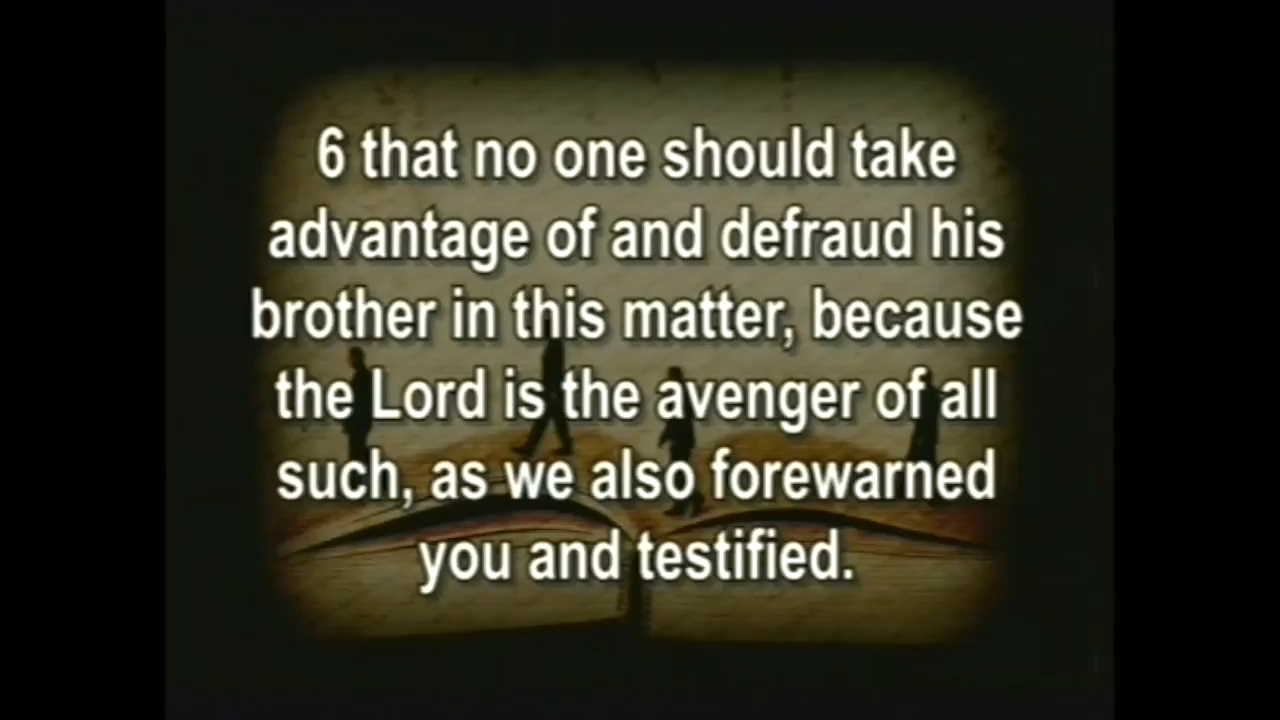 6 that no one should take
advantage of and defraud his
brother in this matter, because
the Lord is the avenger of all
such, as we also forewarned
you and testified.